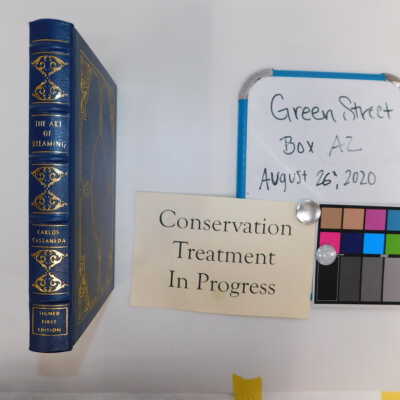 THE ART
OF
DREAMING
CARLOS
CASTANEDA
SIGNED
FIRST
EDITION
Green Street
Box AZ
August 26, 2020
Conservation
Treatment
In Progress